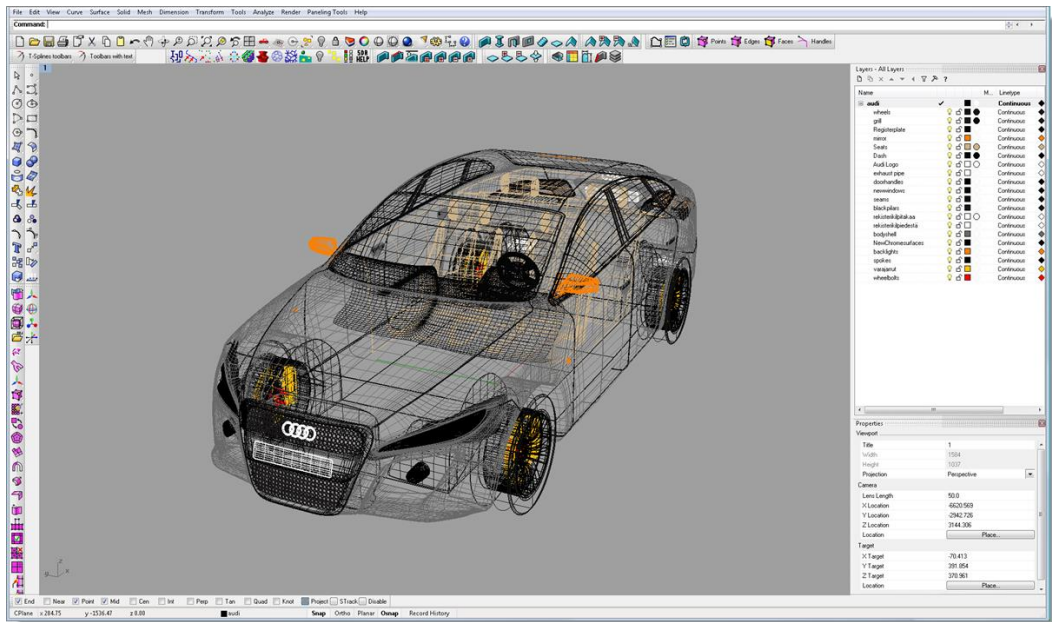 File Edit View Curve Surface Solid Mesh Dimension Transform Tools Analyze Render Paneling Tools Help
Command:
Points Edges Faces Handles
T-Splines toolbars Toolbars with text
SDR HELP
1
Layers - All Layers
Name M... Linetype
audi Continuous
wheels Continuous
grill Continuous
Registerplate Continuous
mirror Continuous
Seats Continuous
Dash Continuous
Audi Logo Continuous
exhaust pipe Continuous
doorhandles Continuous
newwindows Continuous
seams Continuous
blackpilars Continuous
rekisterikilpitakaa Continuous
rekisterikilpiedestä Continuous
bodyshell Continuous
NewChromesurfaces Continuous
backlights Continuous
spokes Continuous
varajarrut Continuous
wheelbolts Continuous
Properties
Viewport
Title 1
Width 1584
Height 1037
Projection Perspective
Camera
Lens Length 50.0
X Location -6620.569
Y Location -2942.726
Z Location 3144.306
Location Place...
Target
X Target -70.413
Y Target 391.854
Z Target 378.961
Location Place...
z
y x
End Near Point Mid Cen Int Perp Tan Quad Knot Project STrack Disable
CPlane x 284.75 y -1536.47 z 0.00 audi Snap Ortho Planar Osnap Record History